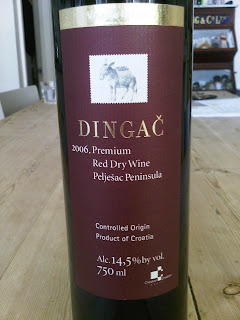 DINGAČ
2006. Premium
Red Dry Wine
Pelješac Peninsula
Controlled Origin
Product of Croatia
Alc. 14,5% by vol.
750 ml